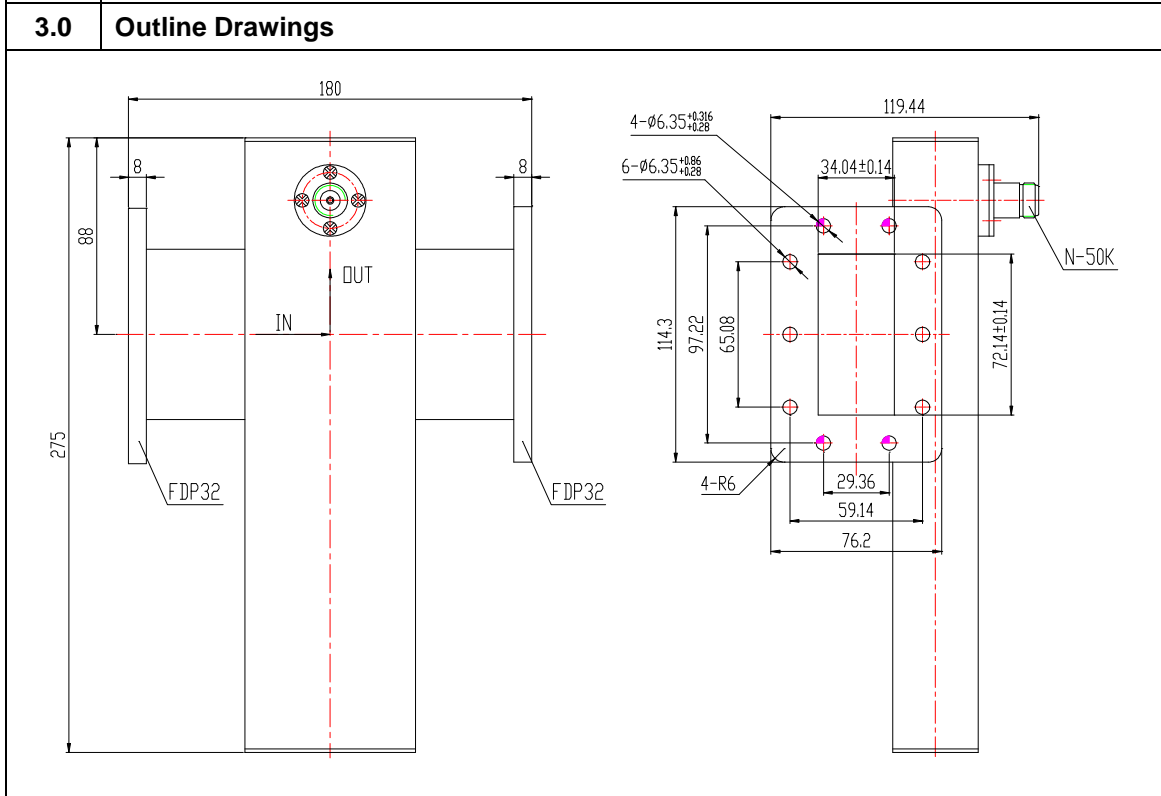 3.0 Outline Drawings
180
8
8
88
275
OUT
IN
FDP32
FDP32
119.44
4-Ø6.35+0.316
+0.28
6-Ø6.35+0.86
+0.28
34.04±0.14
N-50K
114.3
97.22
65.08
72.14±0.14
4-R6
29.36
59.14
76.2